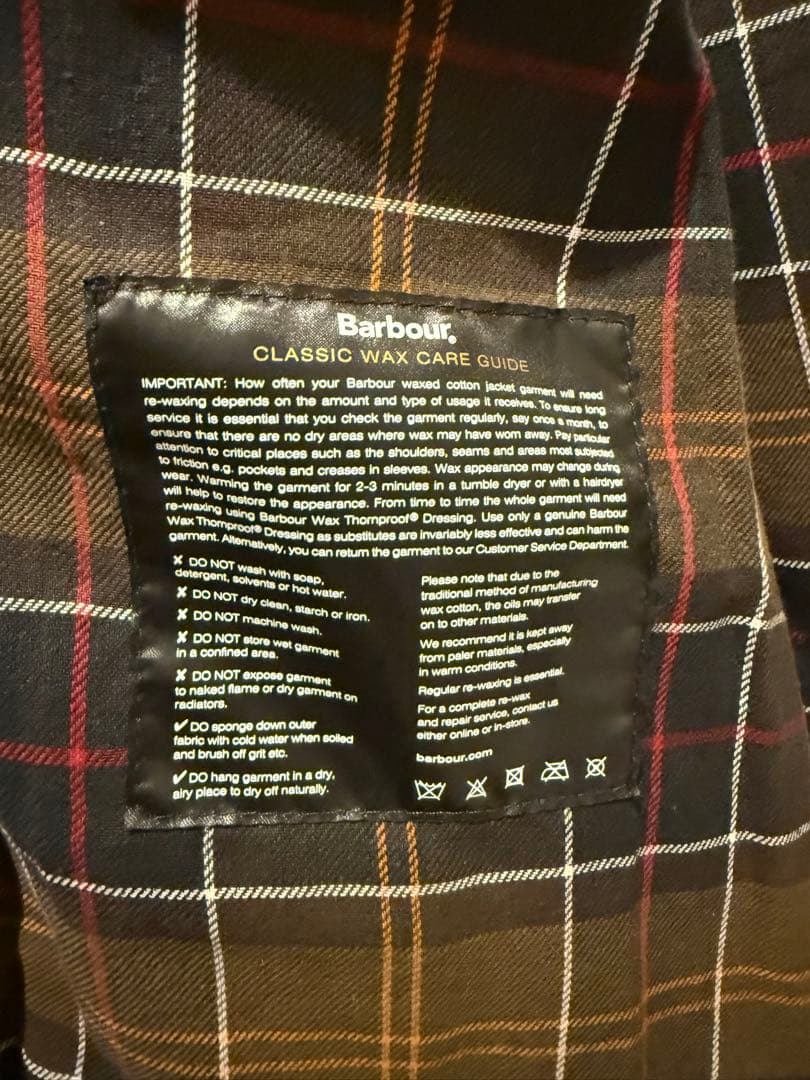 Barbour.
CLASSIC WAX CARE GUIDE
IMPORTANT: How often your Barbour waxed cotton jacket garment will need
re-waxing depends on the amount and type of usage it receives. To ensure long
service it is essential that you check the garment regularly, say once a month, to
ensure that there are no dry areas where wax may have worn away. Pay particular
attention to critical places such as the shoulders, seams and areas most subjected
to friction e.g. pockets and creases in sleeves. Wax appearance may change during
wear. Warming the garment for 2-3 minutes in a tumble dryer or with a hairdryer
will help to restore the appearance. From time to time the whole garment will need
re-waxing using Barbour Wax Thornproof® Dressing. Use only a genuine Barbour
Wax Thornproof® Dressing as substitutes are invariably less effective and can harm the
garment. Alternatively, you can return the garment to our Customer Service Department.
✘ DO NOT wash with soap,
detergent, solvents or hot water.
✘ DO NOT dry clean, starch or iron.
✘ DO NOT machine wash.
✘ DO NOT store wet garment
in a confined area.
✘ DO NOT expose garment
to naked flame or dry garment on
radiators.
✔ DO sponge down outer
fabric with cold water when soiled
and brush off grit etc.
✔ DO hang garment in a dry,
airy place to dry off naturally.
Please note that due to the
traditional method of manufacturing
wax cotton, the oils may transfer
on to other materials.
We recommend it is kept away
from paler materials, especially
in warm conditions.
Regular re-waxing is essential.
For a complete re-wax
and repair service, contact us
either online or in-store.
barbour.com